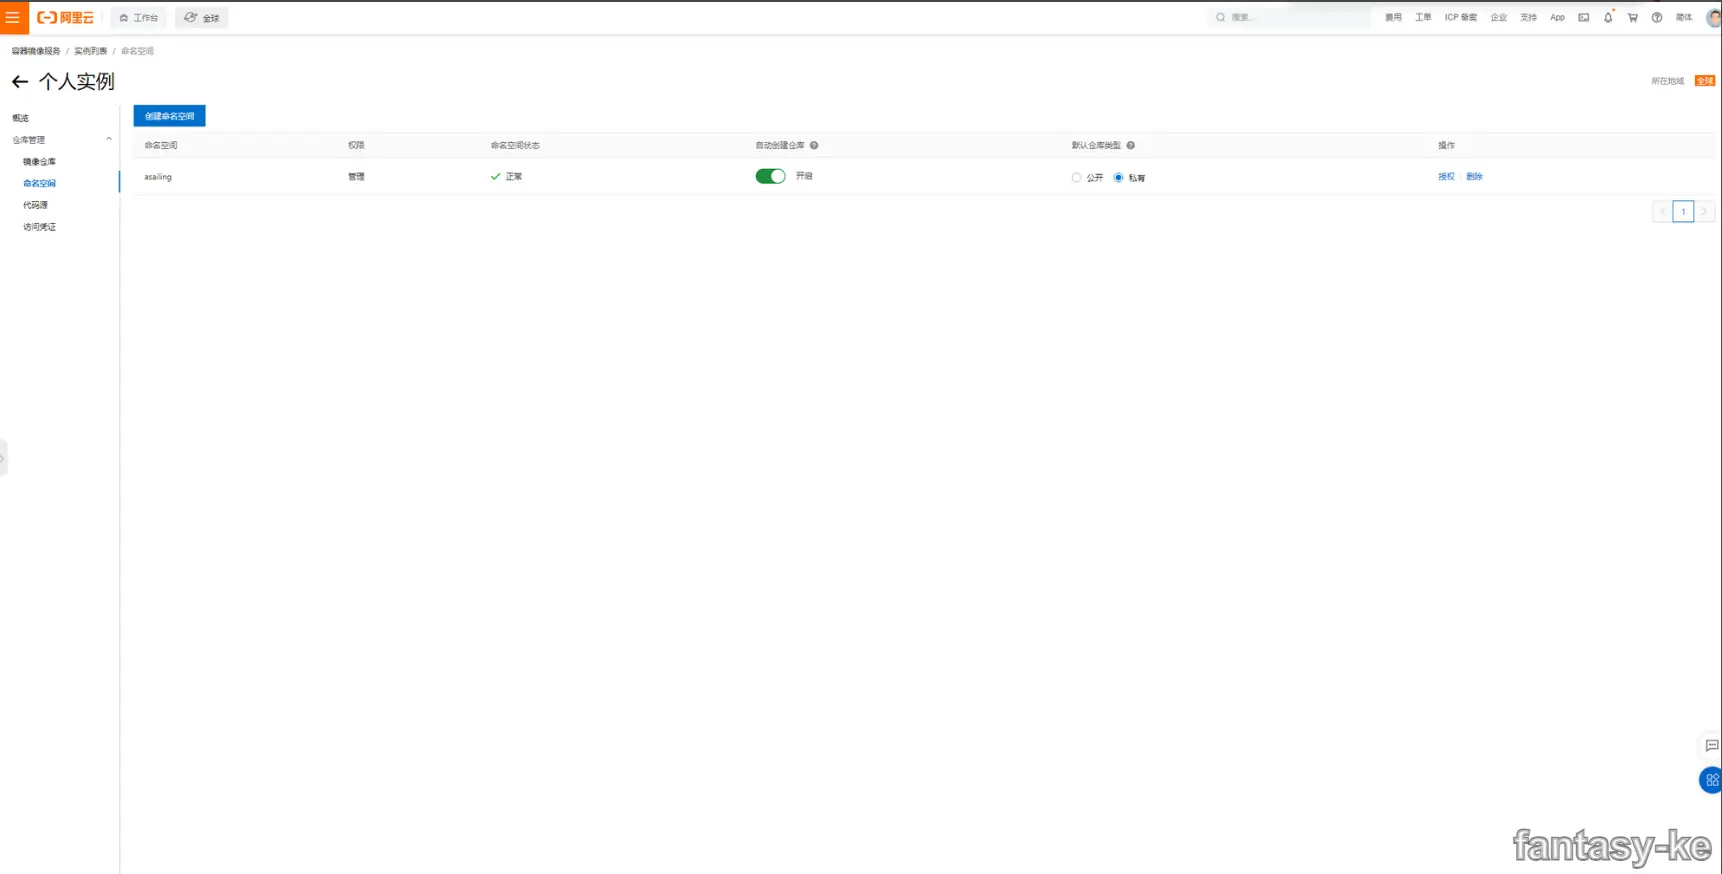 阿里云 工作台 全球 搜索... 费用 工单 ICP 备案 企业 支持 App 简体
容器镜像服务 / 实例列表 / 命名空间
个人实例 所在地域 全球
概览
仓库管理
镜像仓库
命名空间
代码源
访问凭证
创建命名空间
命名空间 权限 命名空间状态 自动创建仓库 默认仓库类型 操作
asailing 管理 正常 开启 公开 私有 授权 删除
1
fantasy-ke